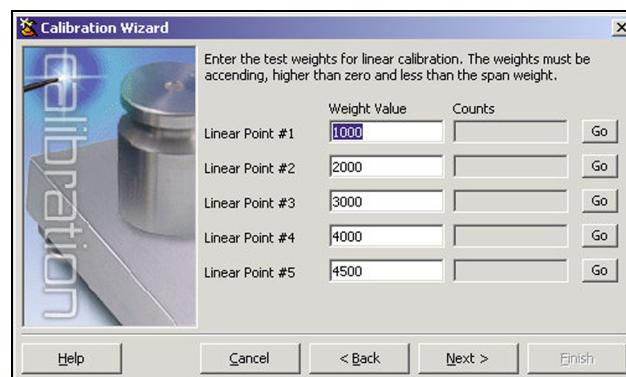 Calibration Wizard
calibration
Enter the test weights for linear calibration. The weights must be
accending, higher than zero and less than the span weight.
Weight Value Counts
Linear Point #1 1000 Go
Linear Point #2 2000 Go
Linear Point #3 3000 Go
Linear Point #4 4000 Go
Linear Point #5 4500 Go
Help Cancel < Back Next > Finish